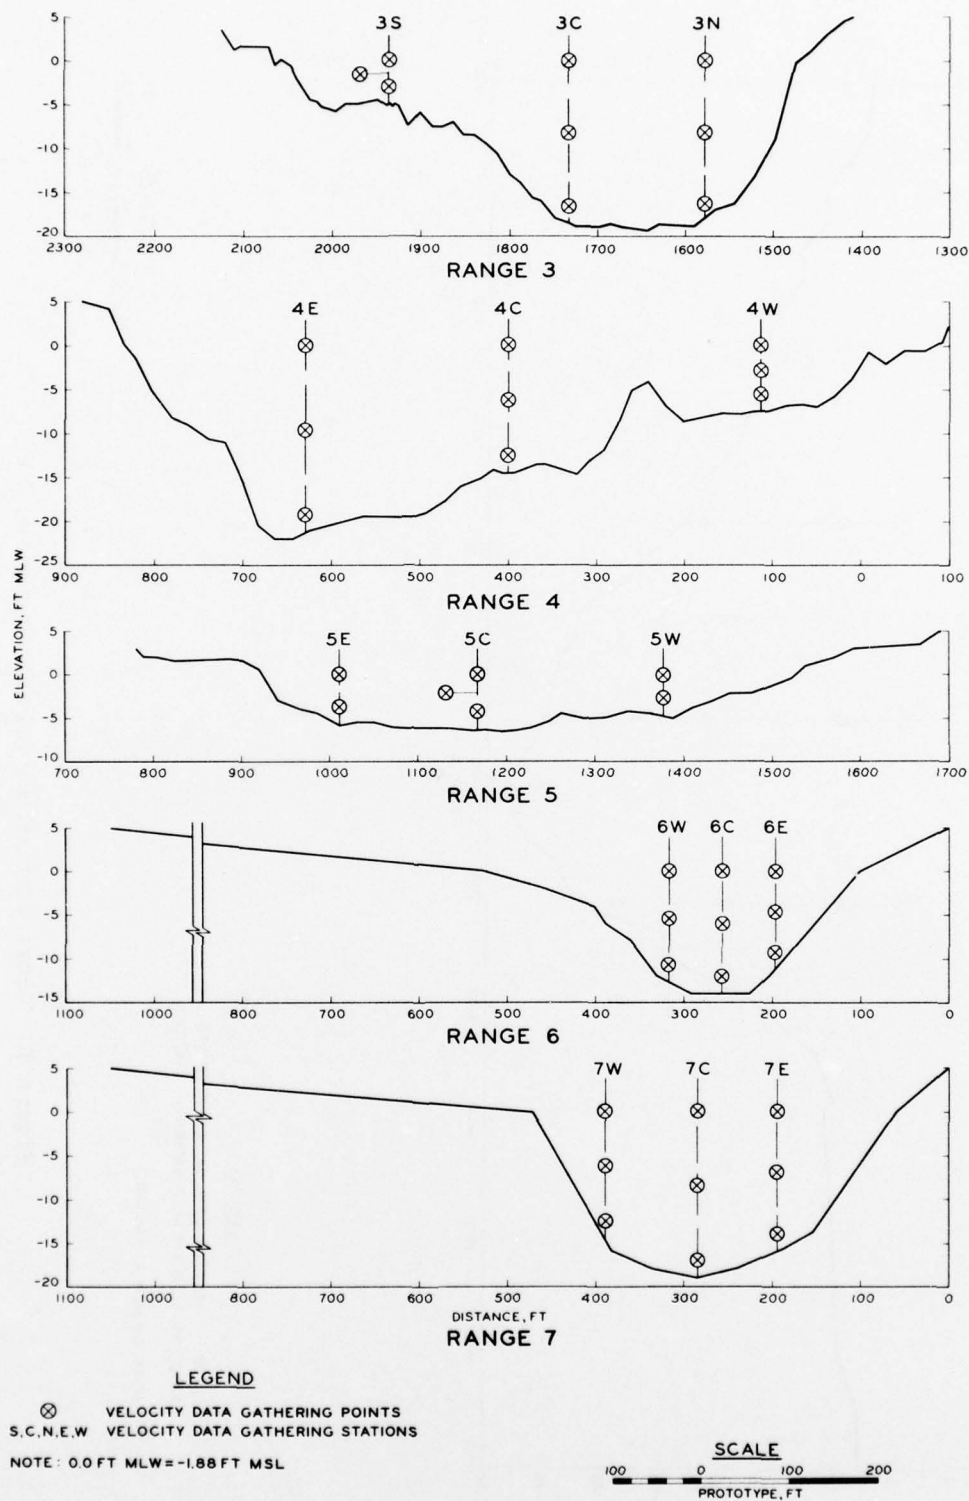 3S 3C 3N
5
0
-5
-10
-15
-20
2300 2200 2100 2000 1900 1800 1700 1600 1500 1400 1300
RANGE 3
4E 4C 4W
5
0
-5
-10
-15
-20
-25
900 800 700 600 500 400 300 200 100 0 100
RANGE 4
ELEVATION, FT MLW
5E 5C 5W
5
0
-5
-10
700 800 900 1000 1100 1200 1300 1400 1500 1600 1700
RANGE 5
6W 6C 6E
5
0
-5
-10
-15
1100 1000 900 800 700 600 500 400 300 200 100 0
RANGE 6
7W 7C 7E
5
0
-5
-10
-15
-20
1100 1000 900 800 700 600 500 400 300 200 100 0
DISTANCE, FT
RANGE 7
LEGEND
VELOCITY DATA GATHERING POINTS
S,C,N,E,W VELOCITY DATA GATHERING STATIONS
NOTE: 0.0 FT MLW=-1.88 FT MSL
SCALE
100 0 100 200
PROTOTYPE, FT